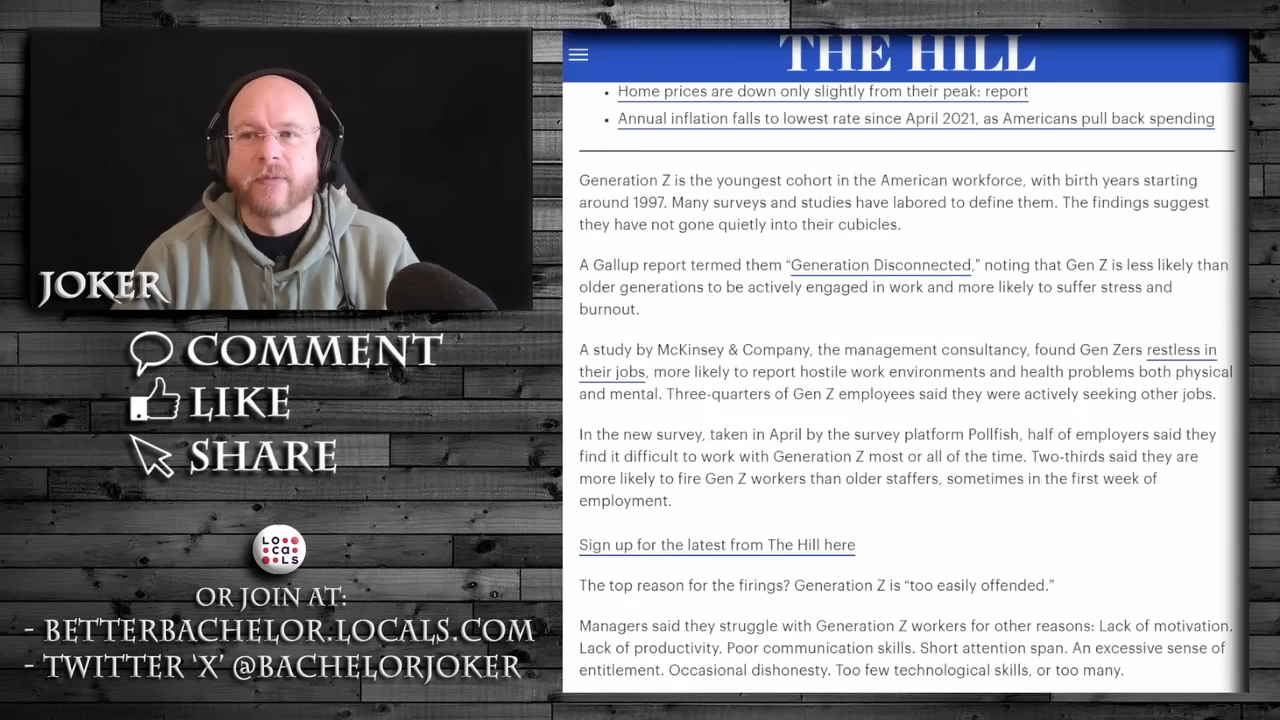 JOKER
COMMENT
LIKE
SHARE
LOCALS
OR JOIN AT:
- BETTERBACHELOR.LOCALS.COM
- TWITTER 'X' @BACHELORJOKER
THE HILL
• Home prices are down only slightly from their peak: report
• Annual inflation falls to lowest rate since April 2021, as Americans pull back spending
Generation Z is the youngest cohort in the American workforce, with birth years starting
around 1997. Many surveys and studies have labored to define them. The findings suggest
they have not gone quietly into their cubicles.
A Gallup report termed them “Generation Disconnected,” noting that Gen Z is less likely than
older generations to be actively engaged in work and more likely to suffer stress and
burnout.
A study by McKinsey & Company, the management consultancy, found Gen Zers restless in
their jobs, more likely to report hostile work environments and health problems both physical
and mental. Three-quarters of Gen Z employees said they were actively seeking other jobs.
In the new survey, taken in April by the survey platform Pollfish, half of employers said they
find it difficult to work with Generation Z most or all of the time. Two-thirds said they are
more likely to fire Gen Z workers than older staffers, sometimes in the first week of
employment.
Sign up for the latest from The Hill here
The top reason for the firings? Generation Z is “too easily offended.”
Managers said they struggle with Generation Z workers for other reasons: Lack of motivation.
Lack of productivity. Poor communication skills. Short attention span. An excessive sense of
entitlement. Occasional dishonesty. Too few technological skills, or too many.